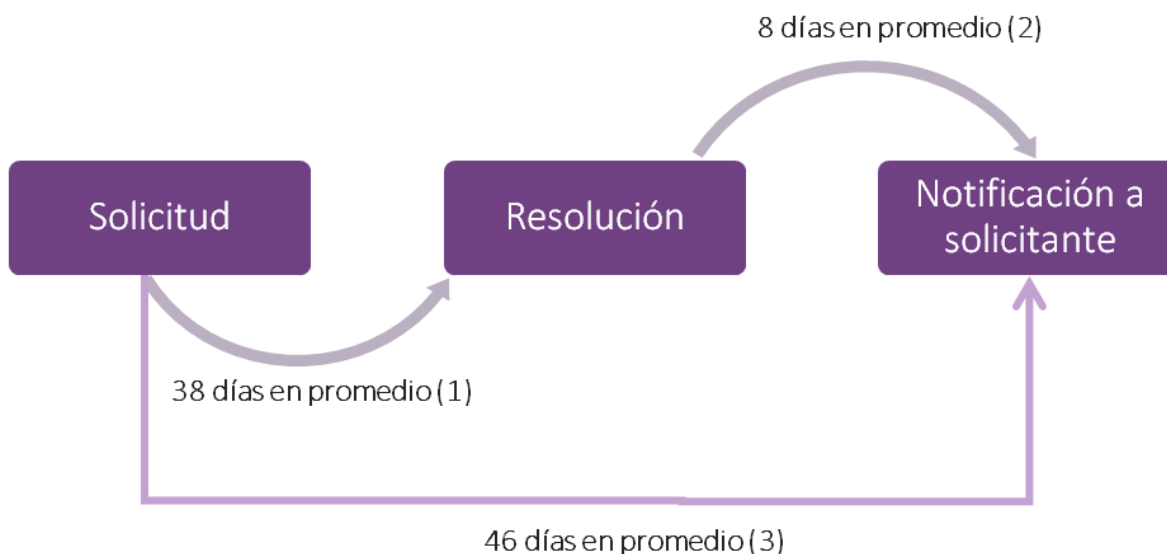 8 días en promedio (2)
Solicitud
Resolución
Notificación a
solicitante
38 días en promedio (1)
46 días en promedio (3)